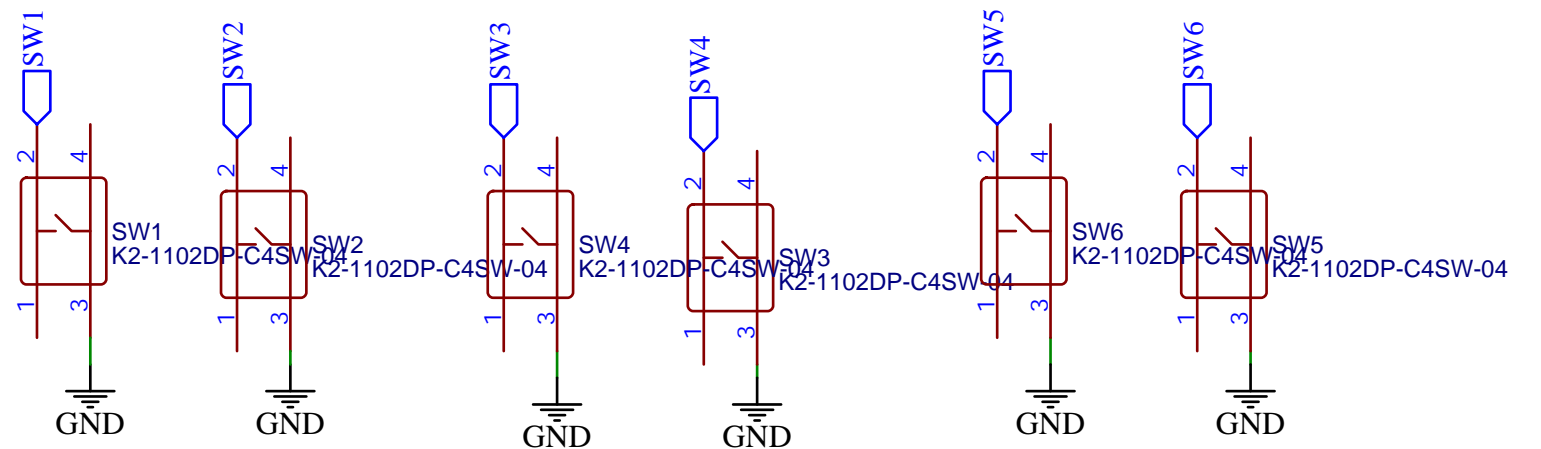 SW1
2
4
SW1
K2-1102DP-C4SW-04
1
3
GND
SW2
2
4
SW2
K2-1102DP-C4SW-04
1
3
GND
SW3
2
4
SW4
K2-1102DP-C4SW-04
1
3
GND
SW4
2
4
SW3
K2-1102DP-C4SW-04
1
3
GND
SW5
2
4
SW6
K2-1102DP-C4SW-04
1
3
GND
SW6
2
4
SW5
K2-1102DP-C4SW-04
1
3
GND